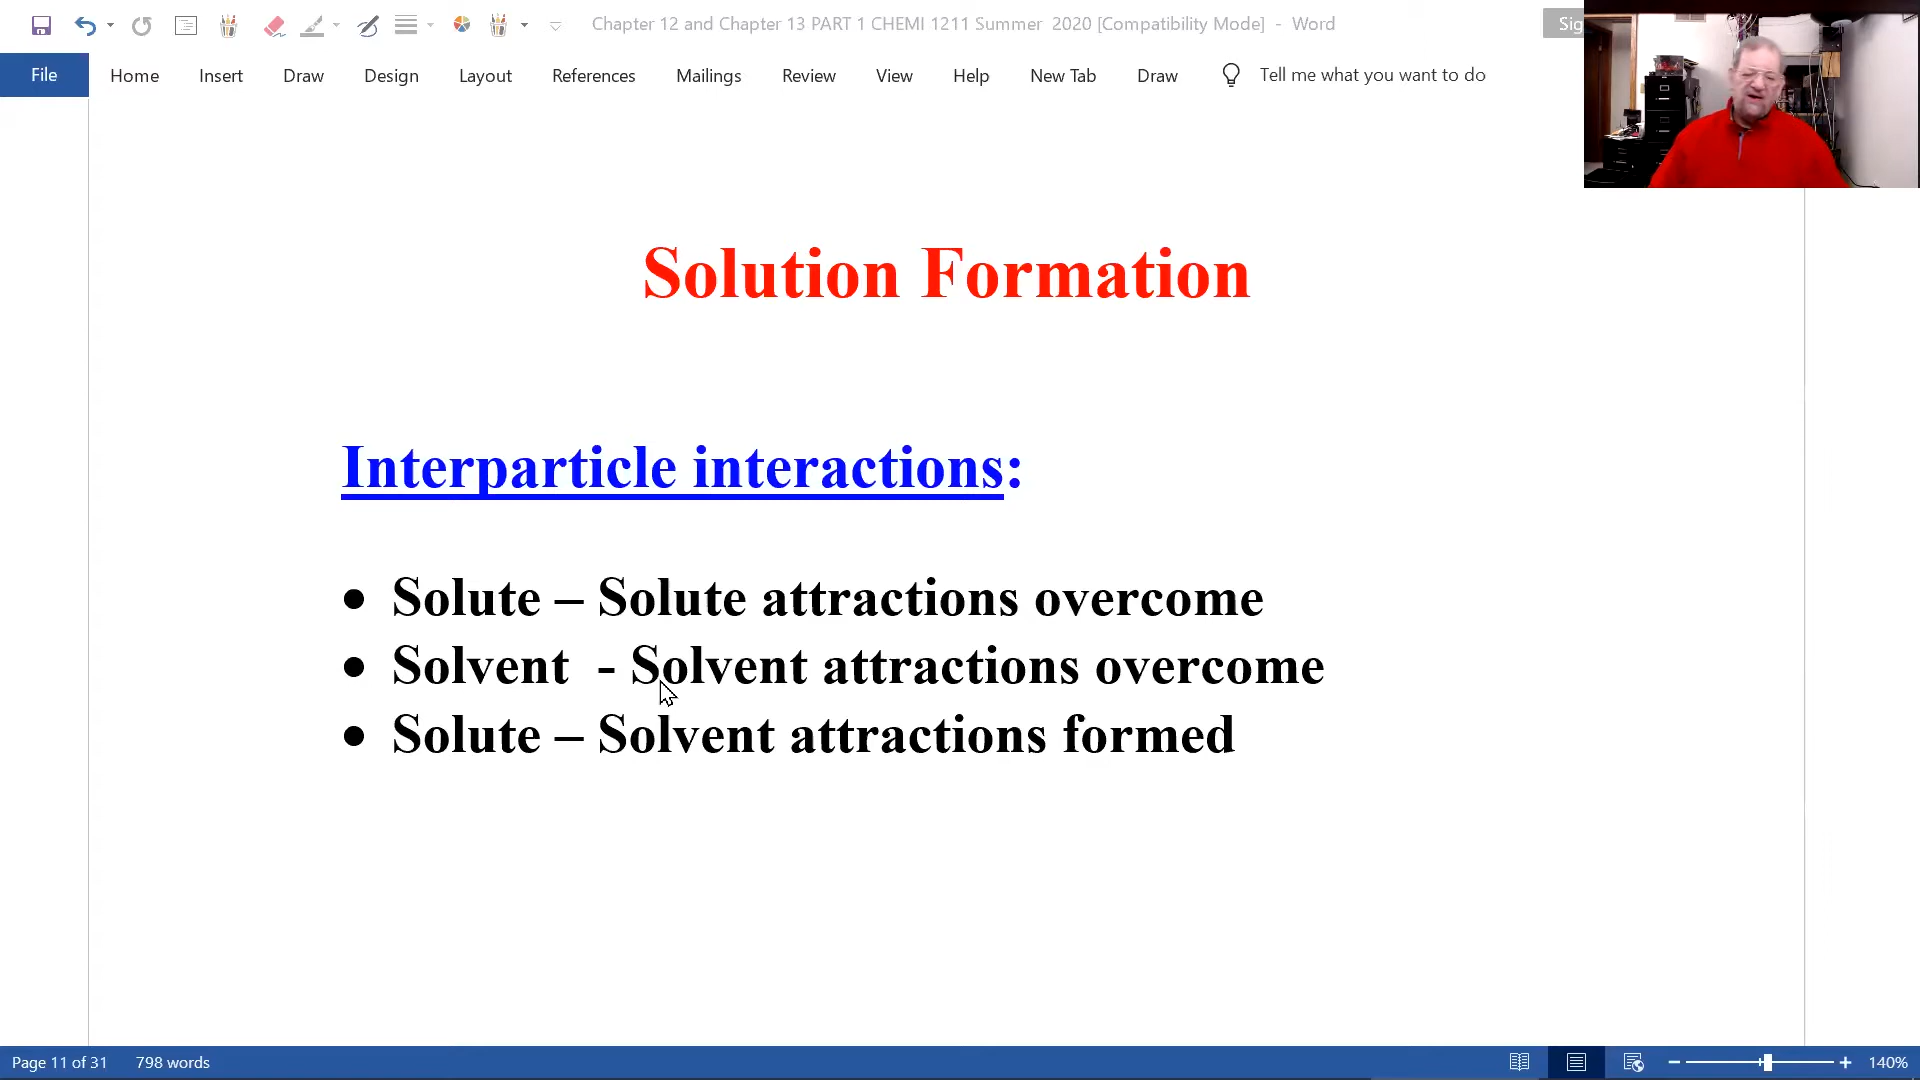 Chapter 12 and Chapter 13 PART 1 CHEMI 1211 Summer  2020 [Compatibility Mode]  -  Word
Sig
File Home Insert Draw Design Layout References Mailings Review View Help New Tab Draw Tell me what you want to do
Solution Formation
Interparticle interactions:
• Solute – Solute attractions overcome
• Solvent  - Solvent attractions overcome
• Solute – Solvent attractions formed
Page 11 of 31 798 words 140%